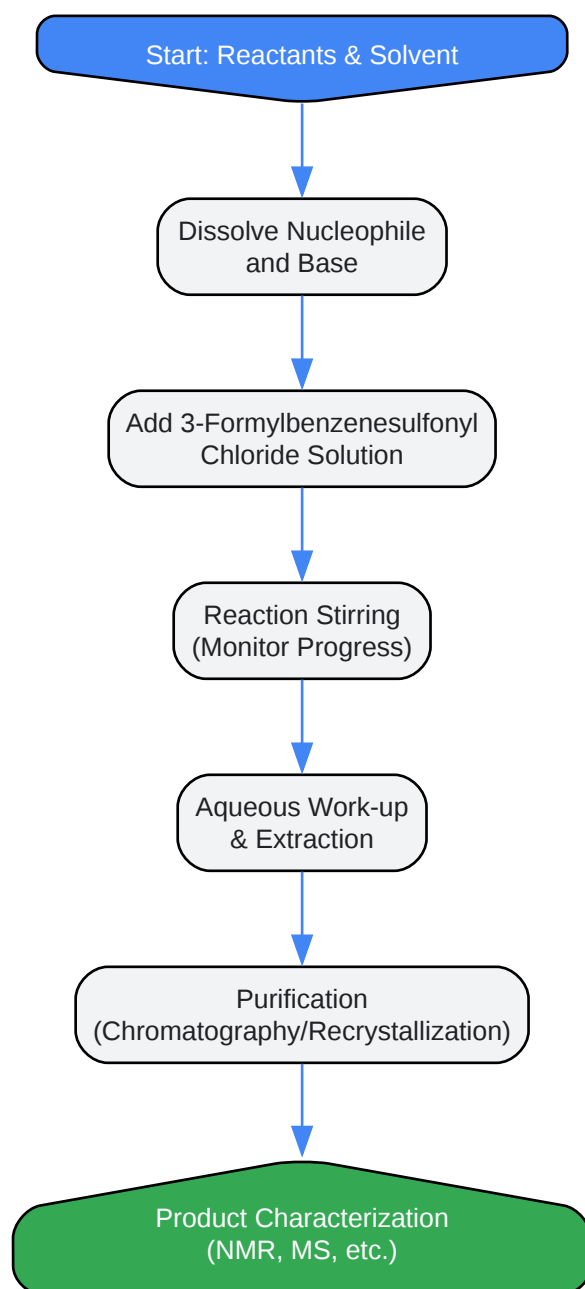 Start: Reactants & Solvent
Dissolve Nucleophile
and Base
Add 3-Formylbenzenesulfonyl
Chloride Solution
Reaction Stirring
(Monitor Progress)
Aqueous Work-up
& Extraction
Purification
(Chromatography/Recrystallization)
Product Characterization
(NMR, MS, etc.)